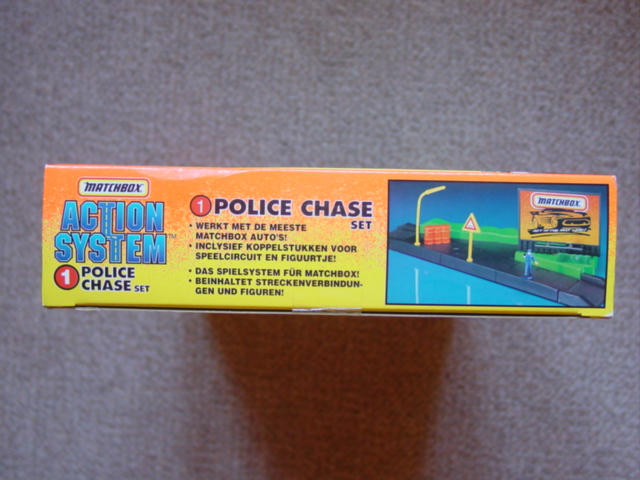 MATCHBOX
ACTION
SYSTEM™
1 POLICE
CHASE SET
1 POLICE CHASE
SET
• WERKT MET DE MEESTE
MATCHBOX AUTO'S!
• INCLYSIEF KOPPELSTUKKEN VOOR
SPEELCIRCUIT EN FIGUURTJE!
• DAS SPIELSYSTEM FÜR MATCHBOX!
• BEINHALTET STRECKENVERBINDUN-
GEN UND FIGUREN!
MATCHBOX